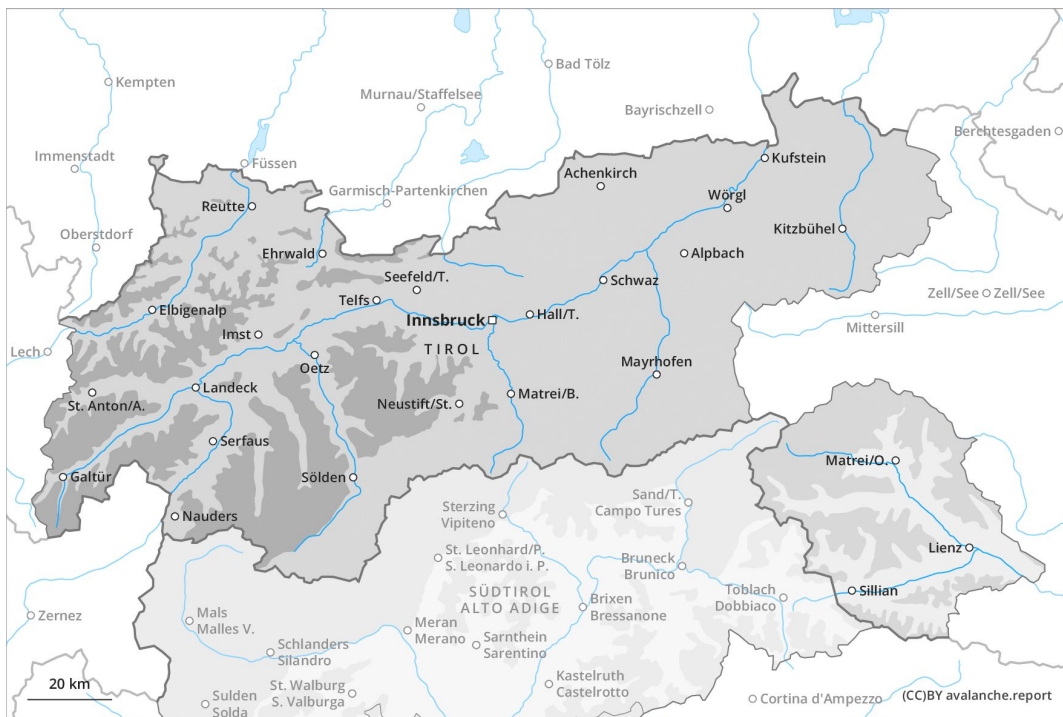 Kempten
Bad Tölz
Murnau/Staffelsee
Bayrischzell
Berchtesgaden
Immenstadt
Füssen
Kufstein
Achenkirch
Garmisch-Partenkirchen
Wörgl
Reutte
Kitzbühel
Oberstdorf
Ehrwald
Alpbach
Seefeld/T.
Schwaz
Zell/See
Zell/See
Telfs
Elbigenalp
Innsbruck
Hall/T.
Mittersill
Imst
TIROL
Lech
Oetz
Mayrhofen
Landeck
St. Anton/A.
Neustift/St.
Matrei/B.
Serfaus
Matrei/O.
Galtür
Sölden
Sand/T.
Campo Tures
Sterzing
Vipiteno
Nauders
Lienz
St. Leonhard/P.
S. Leonardo i. P.
Bruneck
Brunico
SÜDTIROL
ALTO ADIGE
Sillian
Toblach
Dobbiaco
Brixen
Bressanone
Zernez
Mals
Malles V.
Meran
Merano
Sarnthein
Sarentino
Schlanders
Silandro
Kastelruth
Castelrotto
20 km
St. Walburg
S. Valburga
Sulden
Solda
Cortina d'Ampezzo
(CC)BY avalanche.report